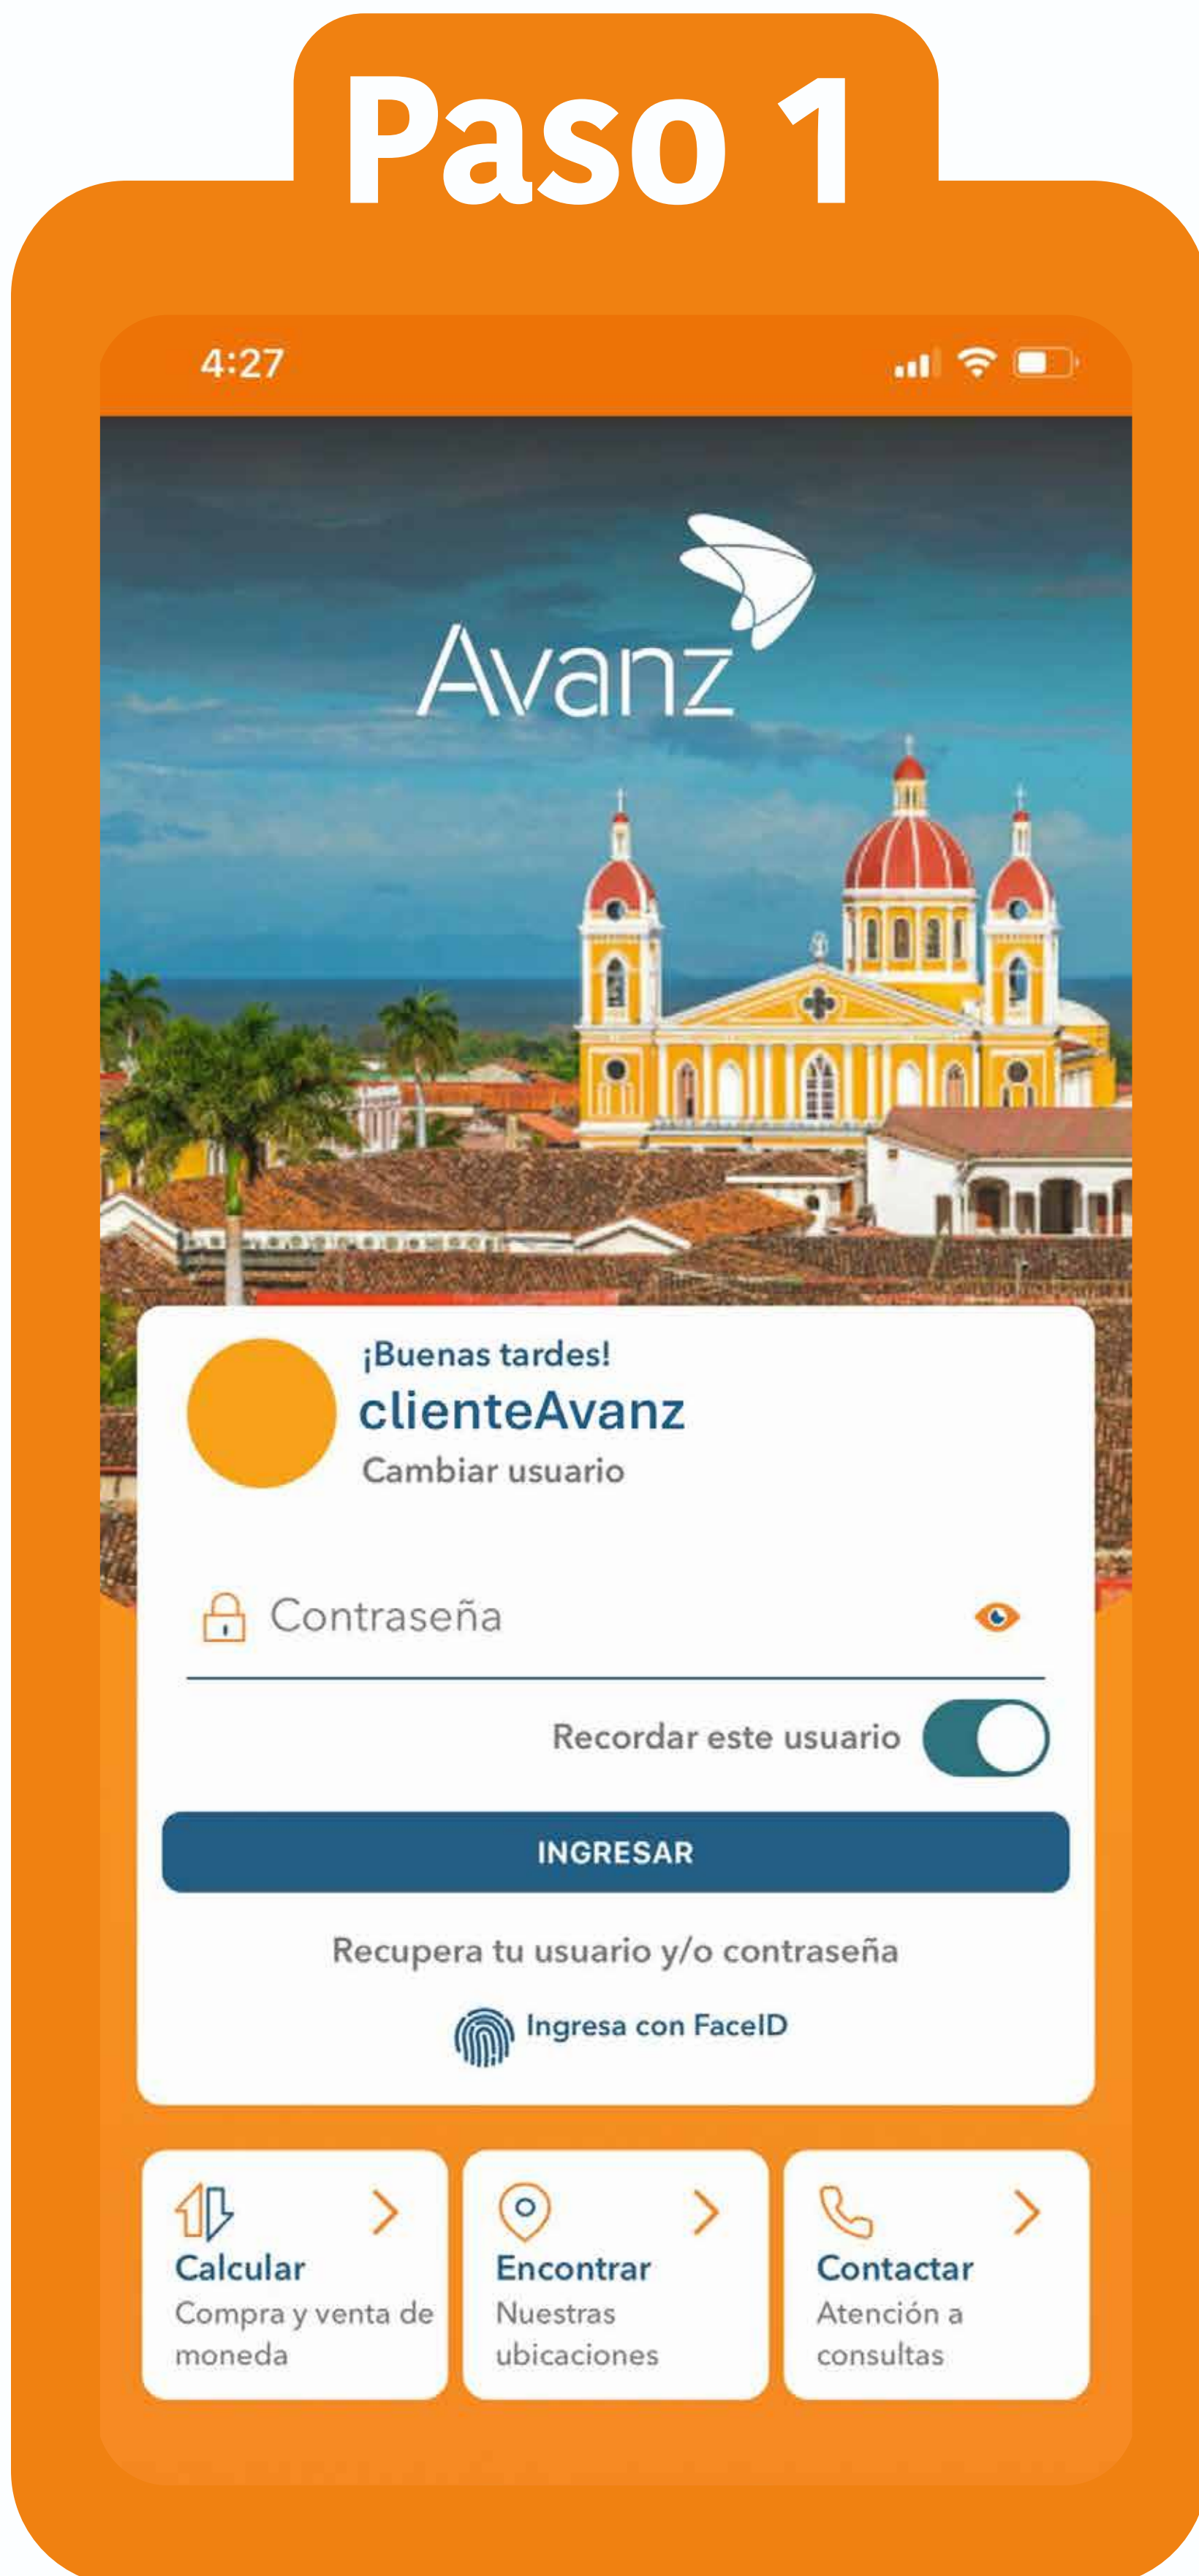 Paso 1
4:27
Avanz
¡Buenas tardes!
clienteAvanz
Cambiar usuario
Contraseña
Recordar este usuario
INGRESAR
Recupera tu usuario y/o contraseña
Ingresa con FaceID
Calcular
Compra y venta de
moneda
Encontrar
Nuestras
ubicaciones
Contactar
Atención a
consultas